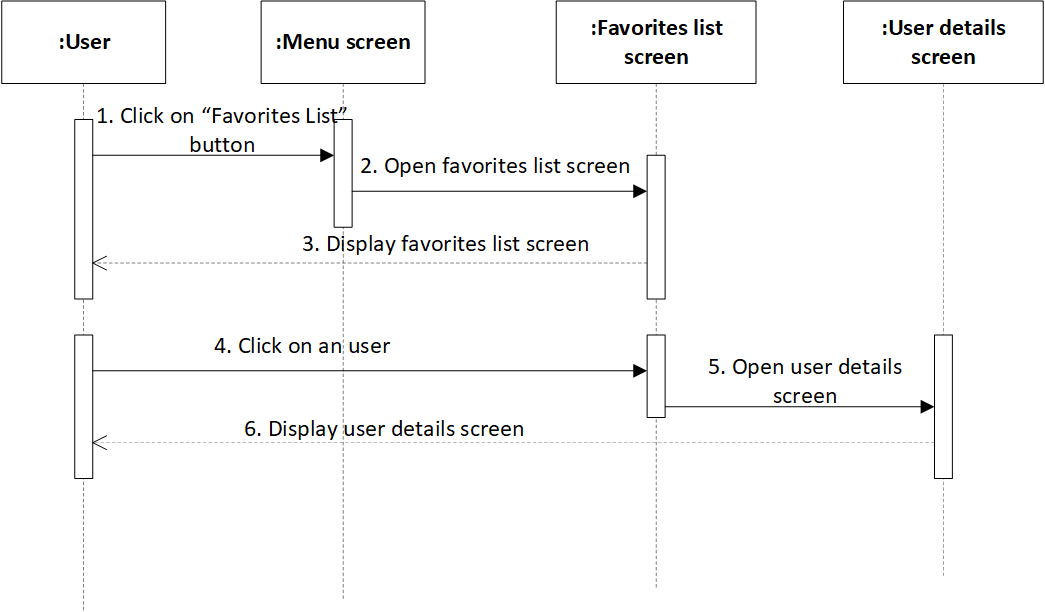 :User
:Menu screen
:Favorites list
screen
:User details
screen
1. Click on “Favorites List”
button
2. Open favorites list screen
3. Display favorites list screen
4. Click on an user
5. Open user details
screen
6. Display user details screen